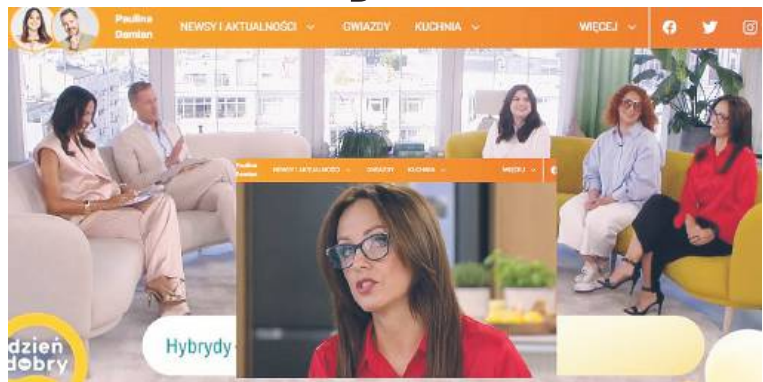 Paulina
Damian
NEWSY I AKTUALNOŚCI
GWIAZDY
KUCHNIA
WIĘCEJ
Paulina
Damian
NEWSY I AKTUALNOŚCI
GWIAZDY
KUCHNIA
WIĘCEJ
Hybrydy
dzień
dobry